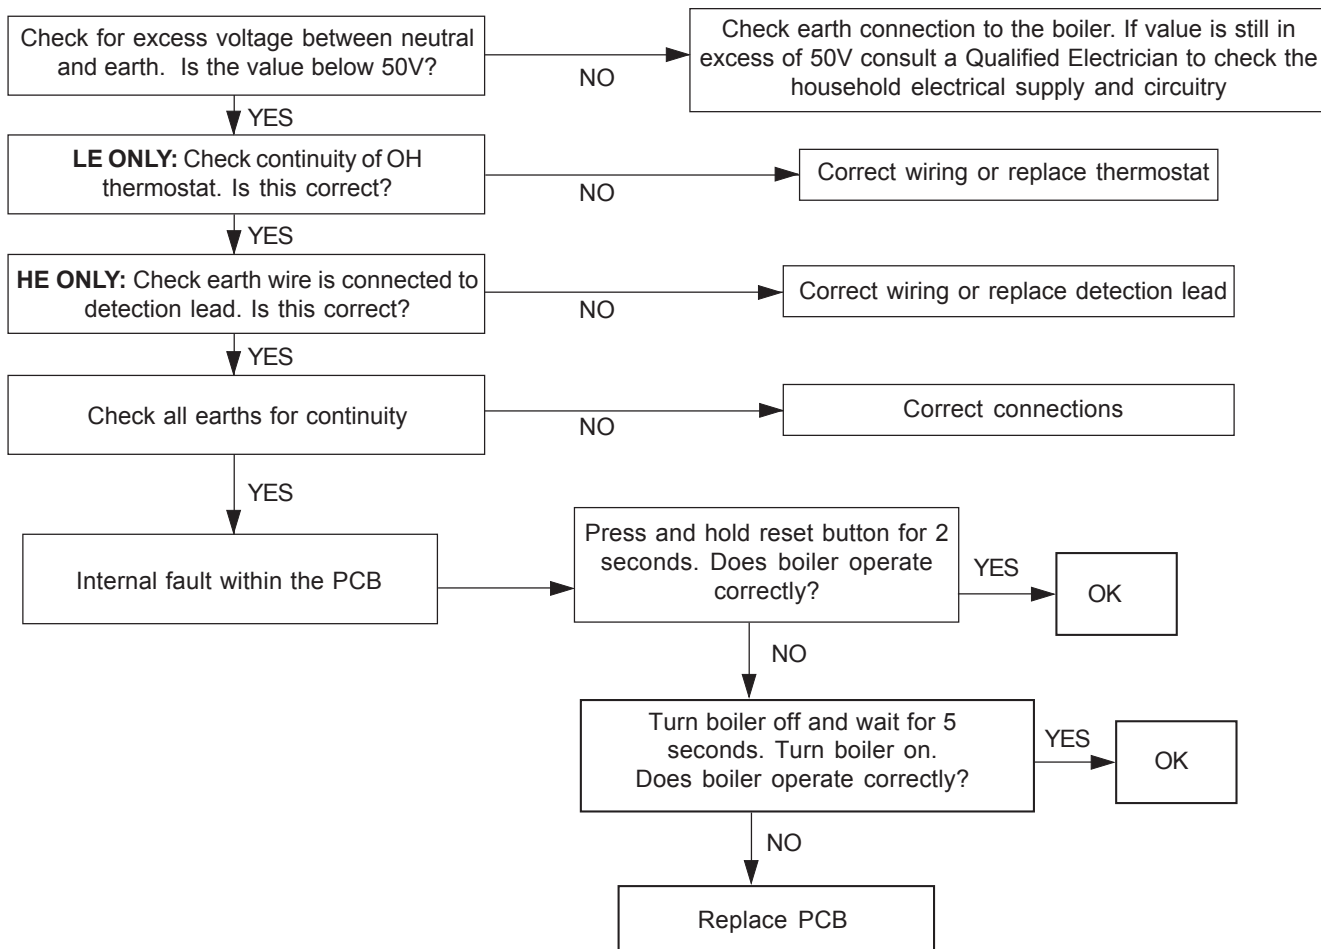 Check for excess voltage between neutral
and earth. Is the value below 50V?
NO
Check earth connection to the boiler. If value is still in
excess of 50V consult a Qualified Electrician to check the
household electrical supply and circuitry
YES
LE ONLY: Check continuity of OH
thermostat. Is this correct?
NO
Correct wiring or replace thermostat
YES
HE ONLY: Check earth wire is connected to
detection lead. Is this correct?
NO
Correct wiring or replace detection lead
YES
Check all earths for continuity
NO
Correct connections
YES
Internal fault within the PCB
Press and hold reset button for 2
seconds. Does boiler operate
correctly?
YES
OK
NO
Turn boiler off and wait for 5
seconds. Turn boiler on.
Does boiler operate correctly?
YES
OK
NO
Replace PCB